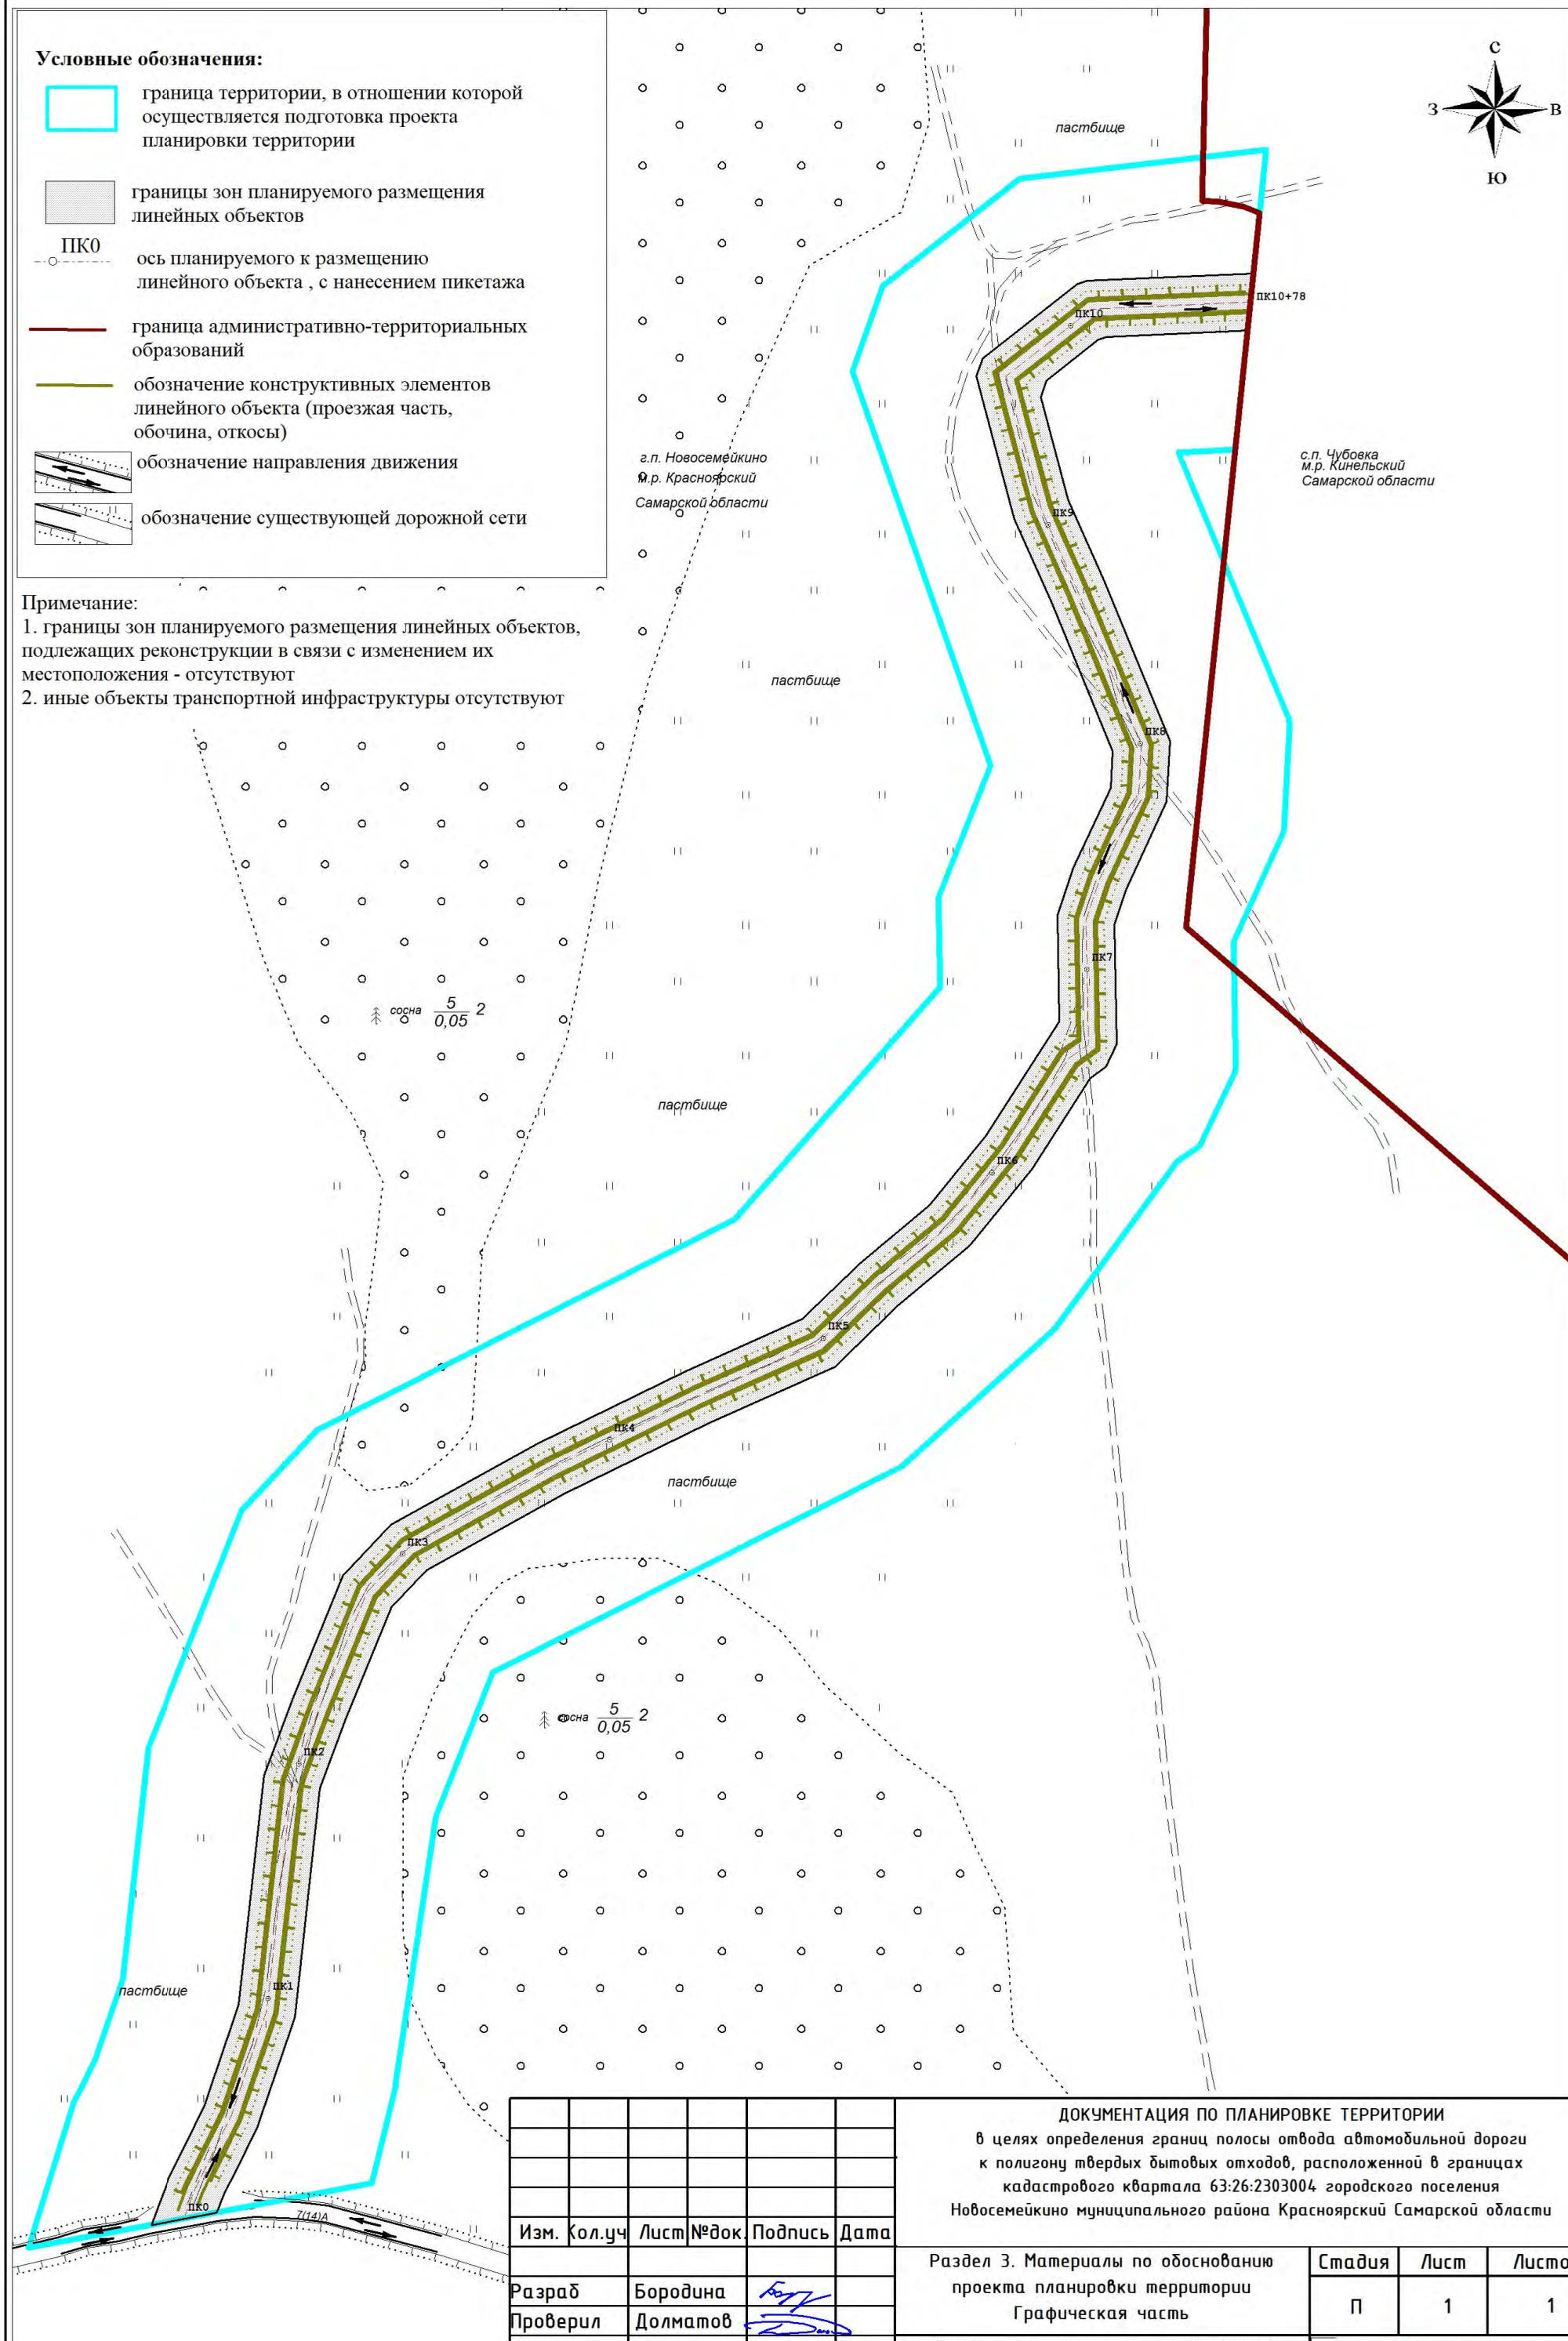 Условные обозначения:
граница территории, в отношении которой
осуществляется подготовка проекта
планировки территории
границы зон планируемого размещения
линейных объектов
ПК0
ось планируемого к размещению
линейного объекта , с нанесением пикетажа
граница административно-территориальных
образований
обозначение конструктивных элементов
линейного объекта (проезжая часть,
обочина, откосы)
обозначение направления движения
обозначение существующей дорожной сети
Примечание:
1. границы зон планируемого размещения линейных объектов,
подлежащих реконструкции в связи с изменением их
местоположения - отсутствуют
2. иные объекты транспортной инфраструктуры отсутствуют
С
З
В
Ю
пастбище
ПК10+78
ПК10
г.п. Новосемейкино
м.р. Красноярский
Самарской области
с.п. Чубовка
м.р. Кинельский
Самарской области
ПК9
пастбище
ПК8
ПК7
сосна 5 2
0,05
пастбище
ПК6
ПК5
ПК4
пастбище
ПК3
сосна 5 2
0,05
ПК2
пастбище
ПК1
ПК0
7(14)А
ДОКУМЕНТАЦИЯ ПО ПЛАНИРОВКЕ ТЕРРИТОРИИ
в целях определения границ полосы отвода автомобильной дороги
к полигону твердых бытовых отходов, расположенной в границах
кадастрового квартала 63:26:2303004 городского поселения
Новосемейкино муниципального района Красноярский Самарской области
Изм. Кол.уч Лист №док. Подпись Дата
Раздел 3. Материалы по обоснованию
проекта планировки территории
Графическая часть
Стадия Лист Листо
П 1 1
Разраб Бородина
Проверил Долматов